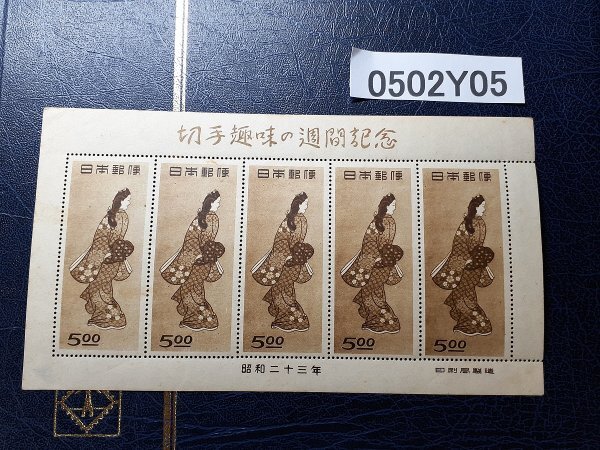 0502Y05
切手趣味の週間記念
日本郵便 日本郵便 日本郵便 日本郵便 日本郵便
5.00 5.00 5.00 5.00 5.00
昭和二十三年 印刷局製造